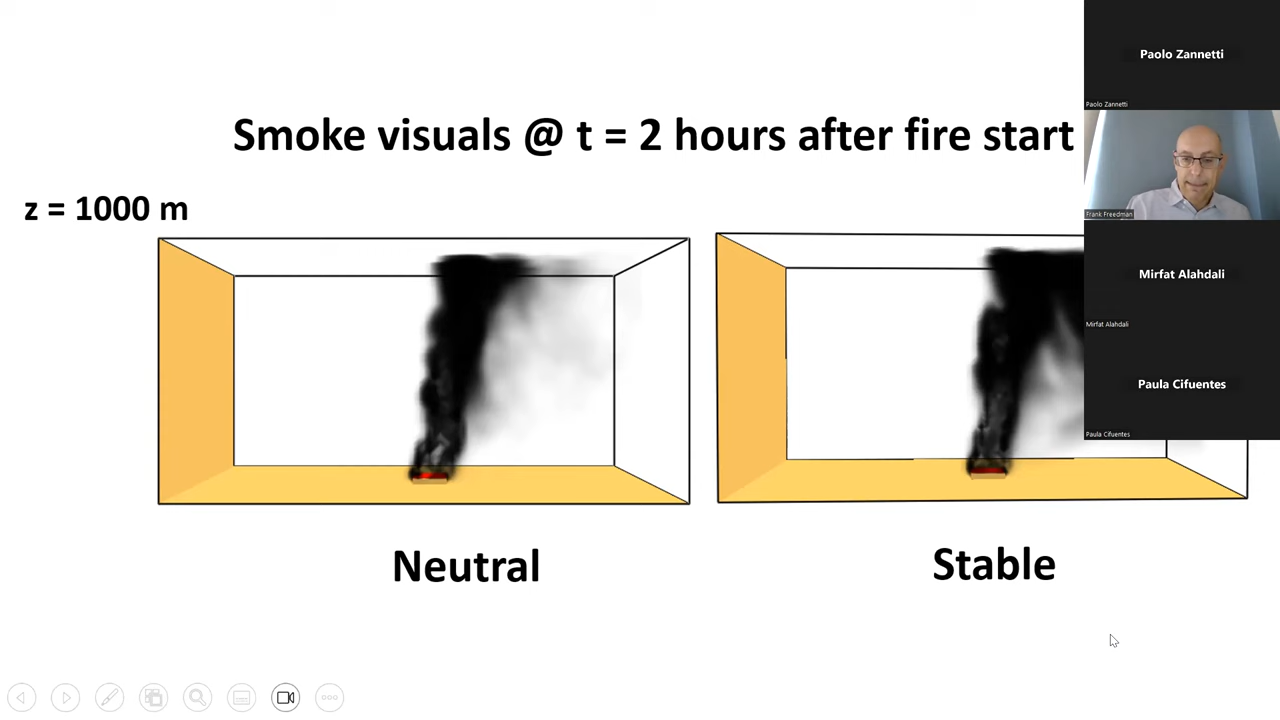 Paolo Zannetti
Paolo Zannetti
Smoke visuals @ t = 2 hours after fire start
z = 1000 m
Frank Freedman
Mirfat Alahdali
Mirfat Alahdali
Paula Cifuentes
Paula Cifuentes
Neutral
Stable